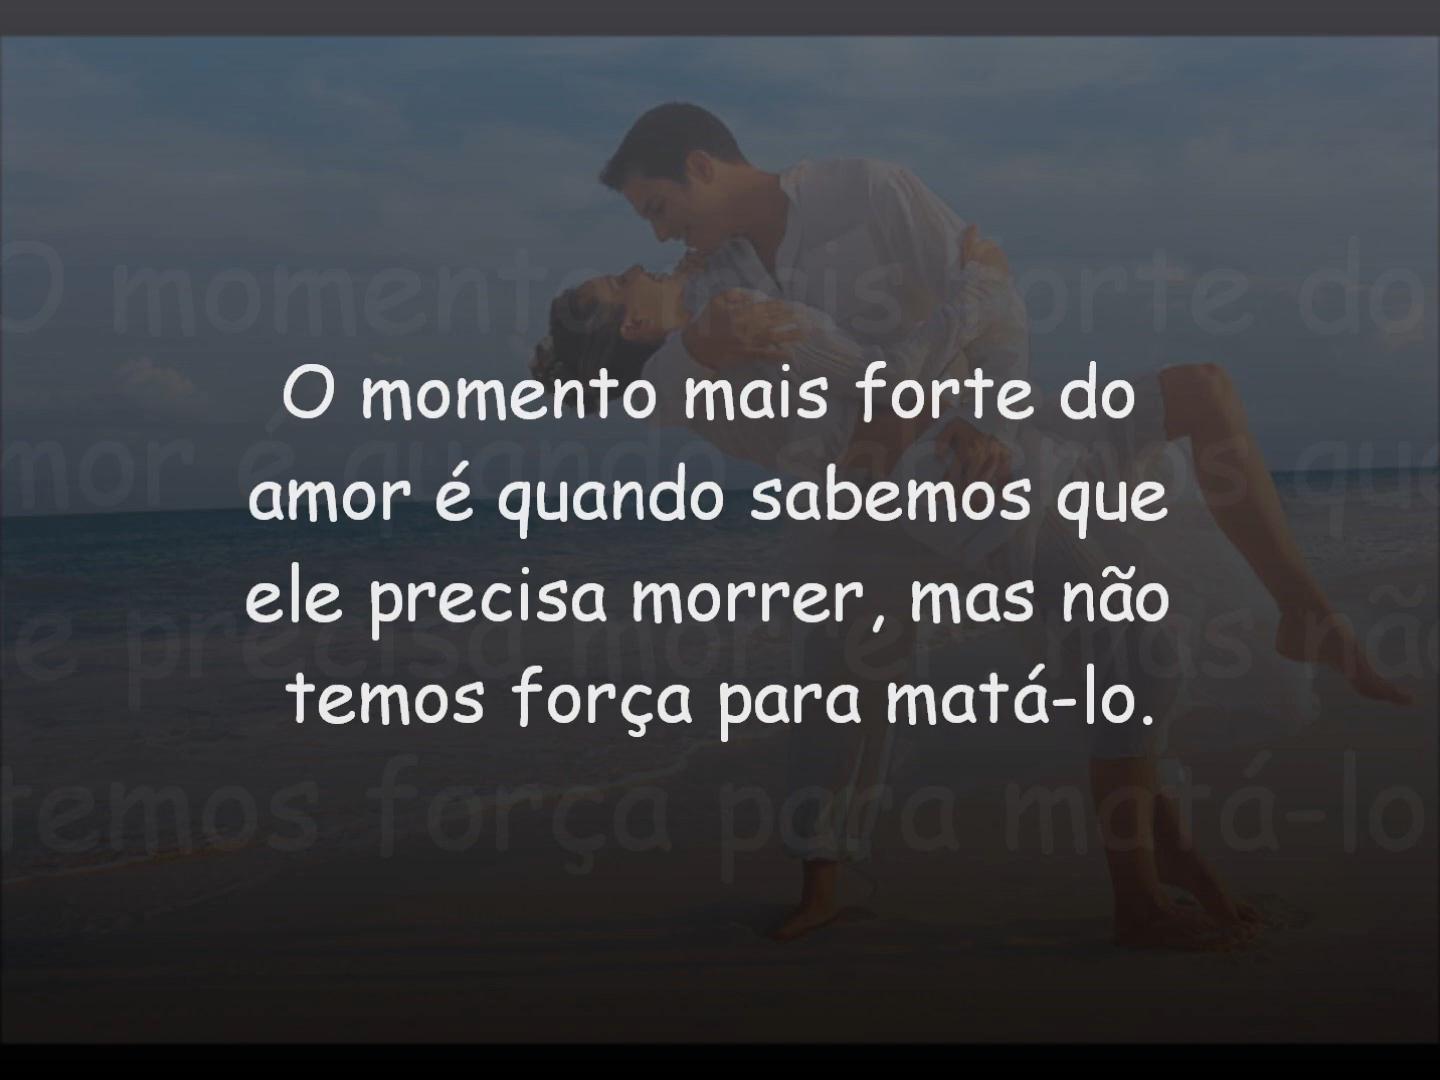 O momento mais forte do
amor é quando sabemos que
ele precisa morrer, mas não
temos força para matá-lo.